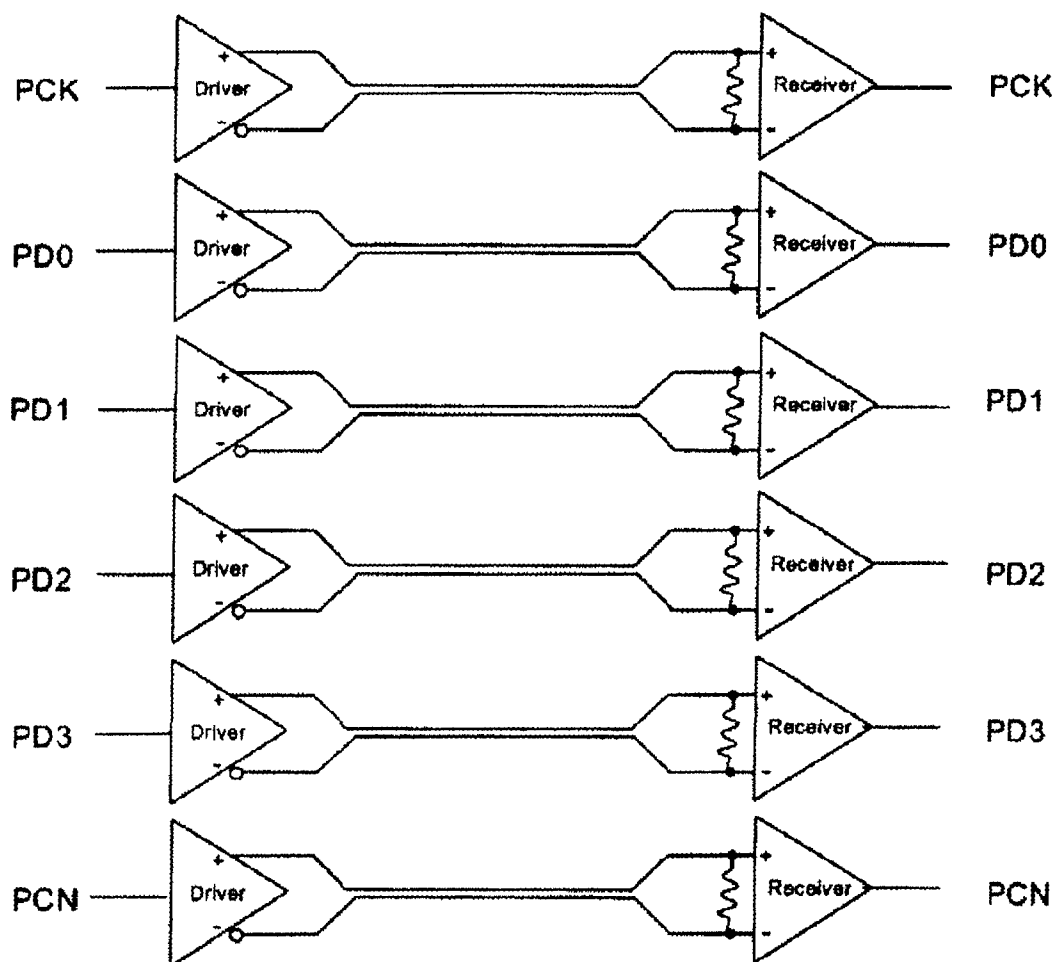 PCK + Driver - + Receiver - PCK
PD0 + Driver - + Receiver - PD0
PD1 + Driver - + Receiver - PD1
PD2 + Driver - + Receiver - PD2
PD3 + Driver - + Receiver - PD3
PCN + Driver - + Receiver - PCN